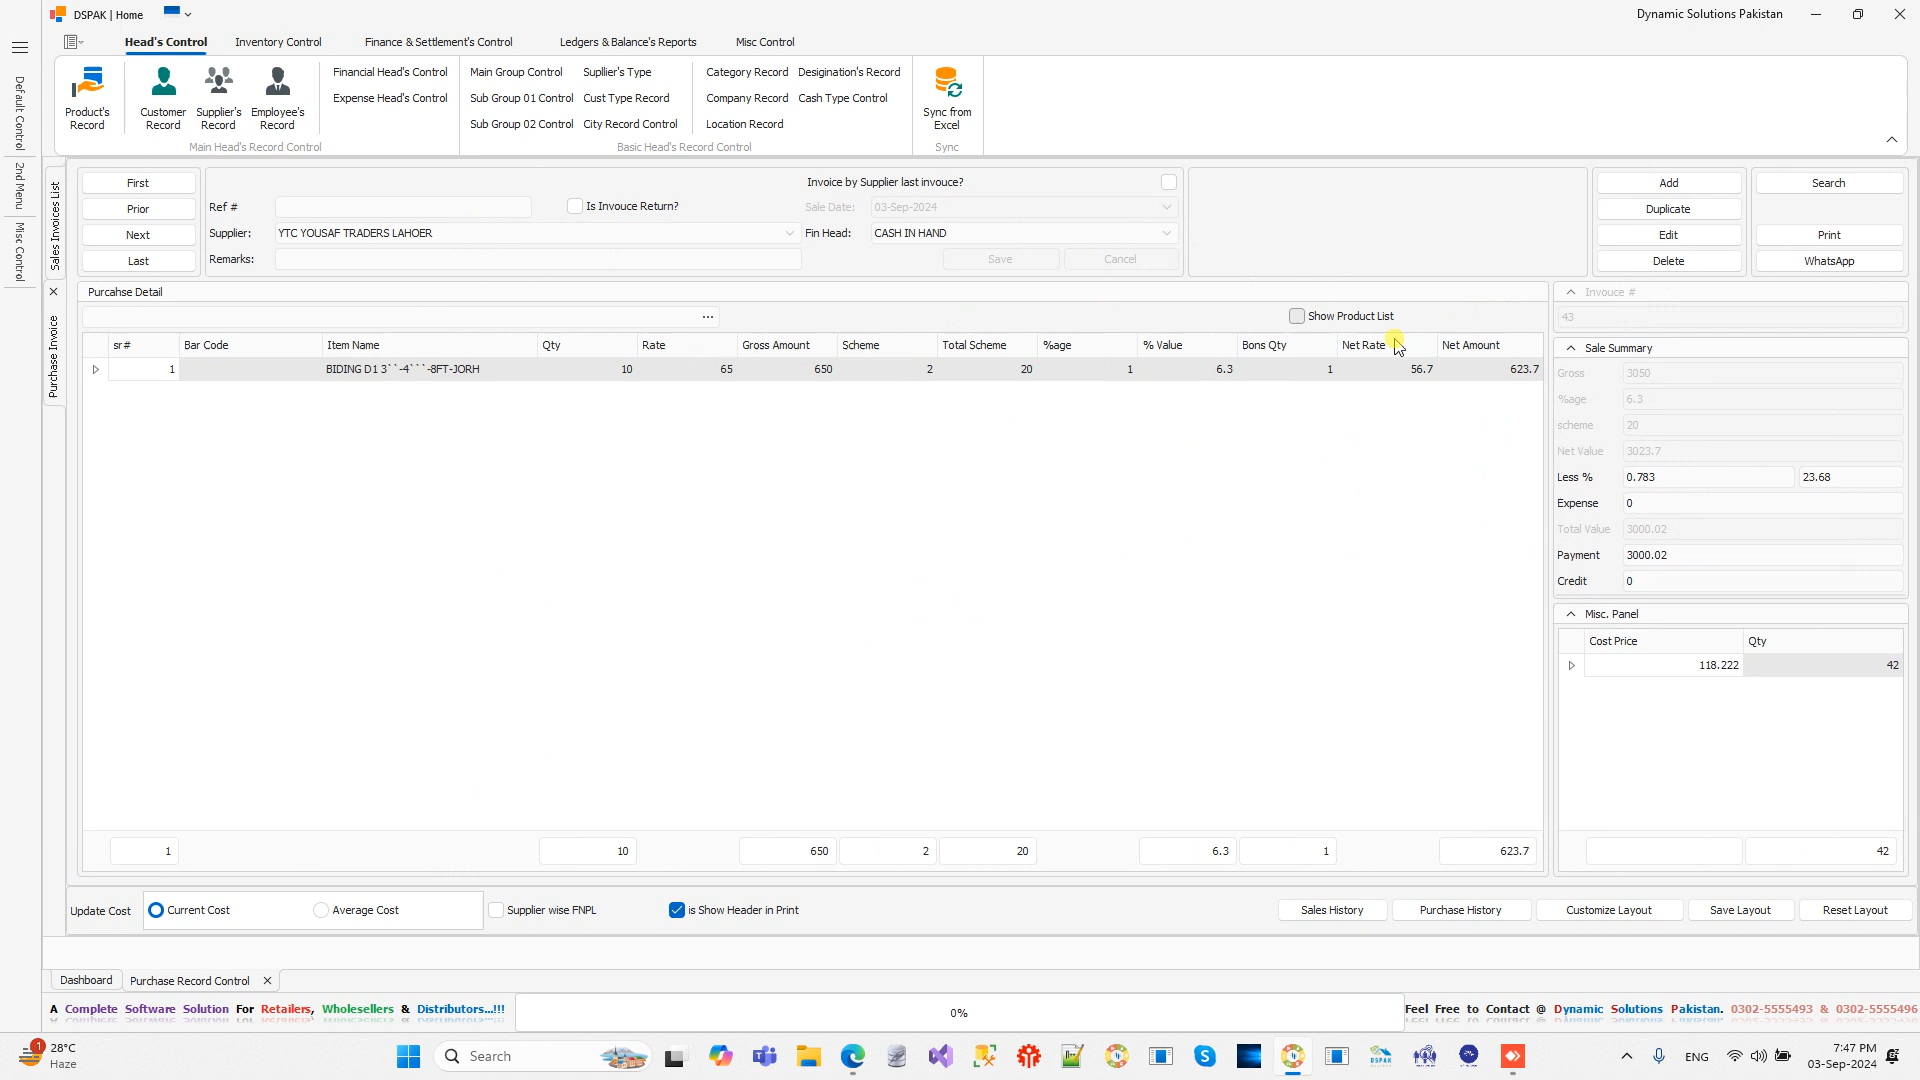 DSPAK | Home
Dynamic Solutions Pakistan
Head's Control Inventory Control Finance & Settlement's Control Ledgers & Balance's Reports Misc Control
Product's Record
Customer Record
Supplier's Record
Employee's Record
Financial Head's Control
Expense Head's Control
Main Head's Record Control
Main Group Control Supllier's Type Category Record Designation's Record
Sub Group 01 Control Cust Type Record Company Record Cash Type Control
Sub Group 02 Control City Record Control Location Record
Basic Head's Record Control
Sync from Excel
Sync
Default Control
2nd Menu
Misc Control
Sales Invoices List
Purchase Invoice
First
Prior
Next
Last
Invoice by Supplier last invouce?
Ref # Is Invouce Return? Sale Date: 03-Sep-2024
Supplier: YTC YOUSAF TRADERS LAHOER Fin Head: CASH IN HAND
Remarks: Save Cancel
Add
Duplicate
Edit
Delete
Search
Print
WhatsApp
Purcahse Detail
...
Show Product List
sr# Bar Code Item Name Qty Rate Gross Amount Scheme Total Scheme %age % Value Bons Qty Net Rate Net Amount
1 BIDING D1 3``-4```-8FT-JORH 10 65 650 2 20 1 6.3 1 56.7 623.7
1 10 650 2 20 6.3 1 623.7
Invouce #
43
Sale Summary
Gross 3050
%age 6.3
scheme 20
Net Value 3023.7
Less % 0.783 23.68
Expense 0
Total Value 3000.02
Payment 3000.02
Credit 0
Misc. Panel
Cost Price Qty
118.222 42
42
Update Cost Current Cost Average Cost Supplier wise FNPL is Show Header in Print Sales History Purchase History Customize Layout Save Layout Reset Layout
Dashboard Purchase Record Control
A Complete Software Solution For Retailers, Wholesellers & Distributors...!!!
0%
Feel Free to Contact @ Dynamic Solutions Pakistan. 0302-5555493 & 0302-5555496
1
28°C
Haze
Search
ENG
7:47 PM
03-Sep-2024